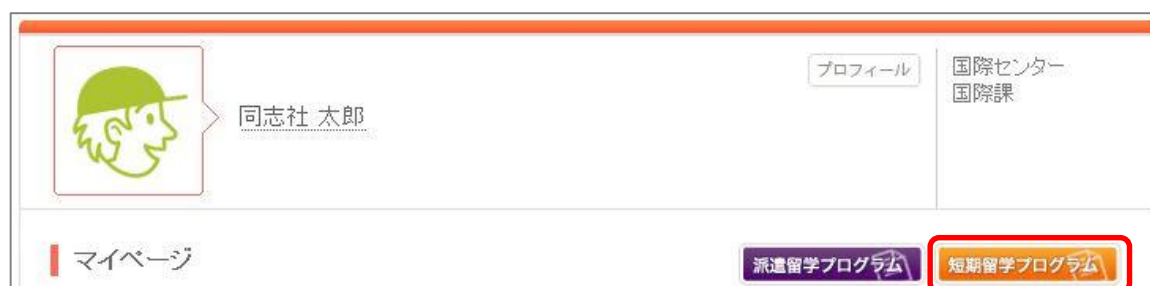 プロフィール
国際センター
国際課
同志社 太郎
マイページ
派遣留学プログラム
短期留学プログラム